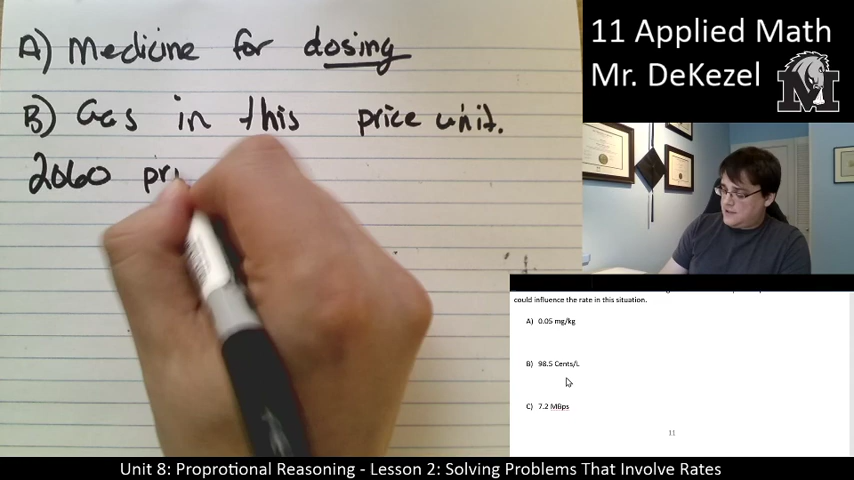 A) Medicine for dosing
B) Gas in this price unit.
2060 pri
11 Applied Math
Mr. DeKezel
M
could influence the rate in this situation.
A) 0.05 mg/kg
B) 98.5 Cents/L
C) 7.2 MBps
11
Unit 8: Proprotional Reasoning - Lesson 2: Solving Problems That Involve Rates